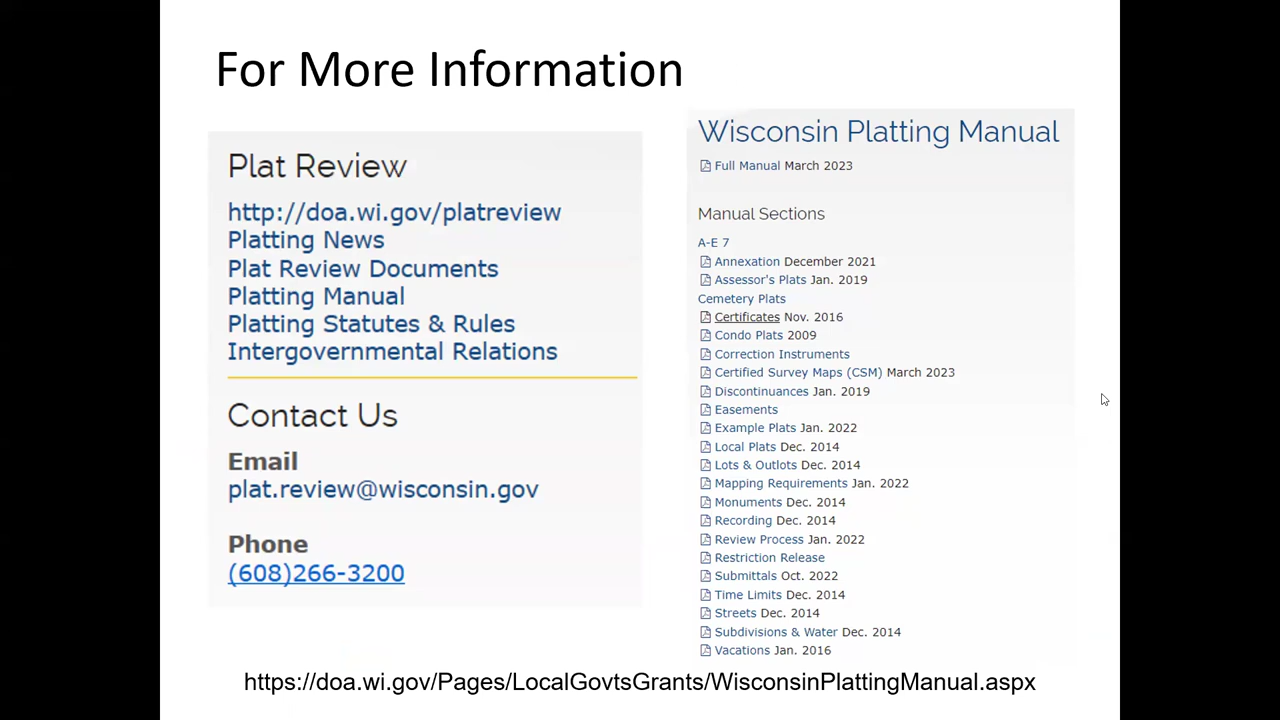 For More Information
Plat Review
http://doa.wi.gov/platreview
Platting News
Plat Review Documents
Platting Manual
Platting Statutes & Rules
Intergovernmental Relations
Contact Us
Email
plat.review@wisconsin.gov
Phone
(608)266-3200
Wisconsin Platting Manual
Full Manual March 2023
Manual Sections
A-E 7
Annexation December 2021
Assessor's Plats Jan. 2019
Cemetery Plats
Certificates Nov. 2016
Condo Plats 2009
Correction Instruments
Certified Survey Maps (CSM) March 2023
Discontinuances Jan. 2019
Easements
Example Plats Jan. 2022
Local Plats Dec. 2014
Lots & Outlots Dec. 2014
Mapping Requirements Jan. 2022
Monuments Dec. 2014
Recording Dec. 2014
Review Process Jan. 2022
Restriction Release
Submittals Oct. 2022
Time Limits Dec. 2014
Streets Dec. 2014
Subdivisions & Water Dec. 2014
Vacations Jan. 2016
https://doa.wi.gov/Pages/LocalGovtsGrants/WisconsinPlattingManual.aspx